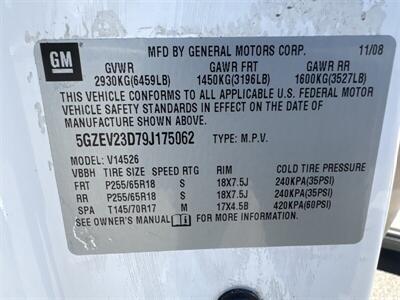 GM MFD BY GENERAL MOTORS CORP. 11/08
GVWR GAWR FRT GAWR RR
2930KG(6459LB) 1450KG(3196LB) 1600KG(3527LB)
THIS VEHICLE CONFORMS TO ALL APPLICABLE U.S. FEDERAL MOTOR
VEHICLE SAFETY STANDARDS IN EFFECT ON THE DATE OF
MANUFACTURE SHOWN ABOVE.
5GZEV23D79J175062 TYPE: M.P.V.
MODEL: V14526
VBBH TIRE SIZE SPEED RTG RIM COLD TIRE PRESSURE
FRT P255/65R18 S 18X7.5J 240KPA(35PSI)
RR P255/65R18 S 18X7.5J 240KPA(35PSI)
SPA T145/70R17 M 17X4.5B 420KPA(60PSI)
SEE OWNER'S MANUAL FOR MORE INFORMATION.